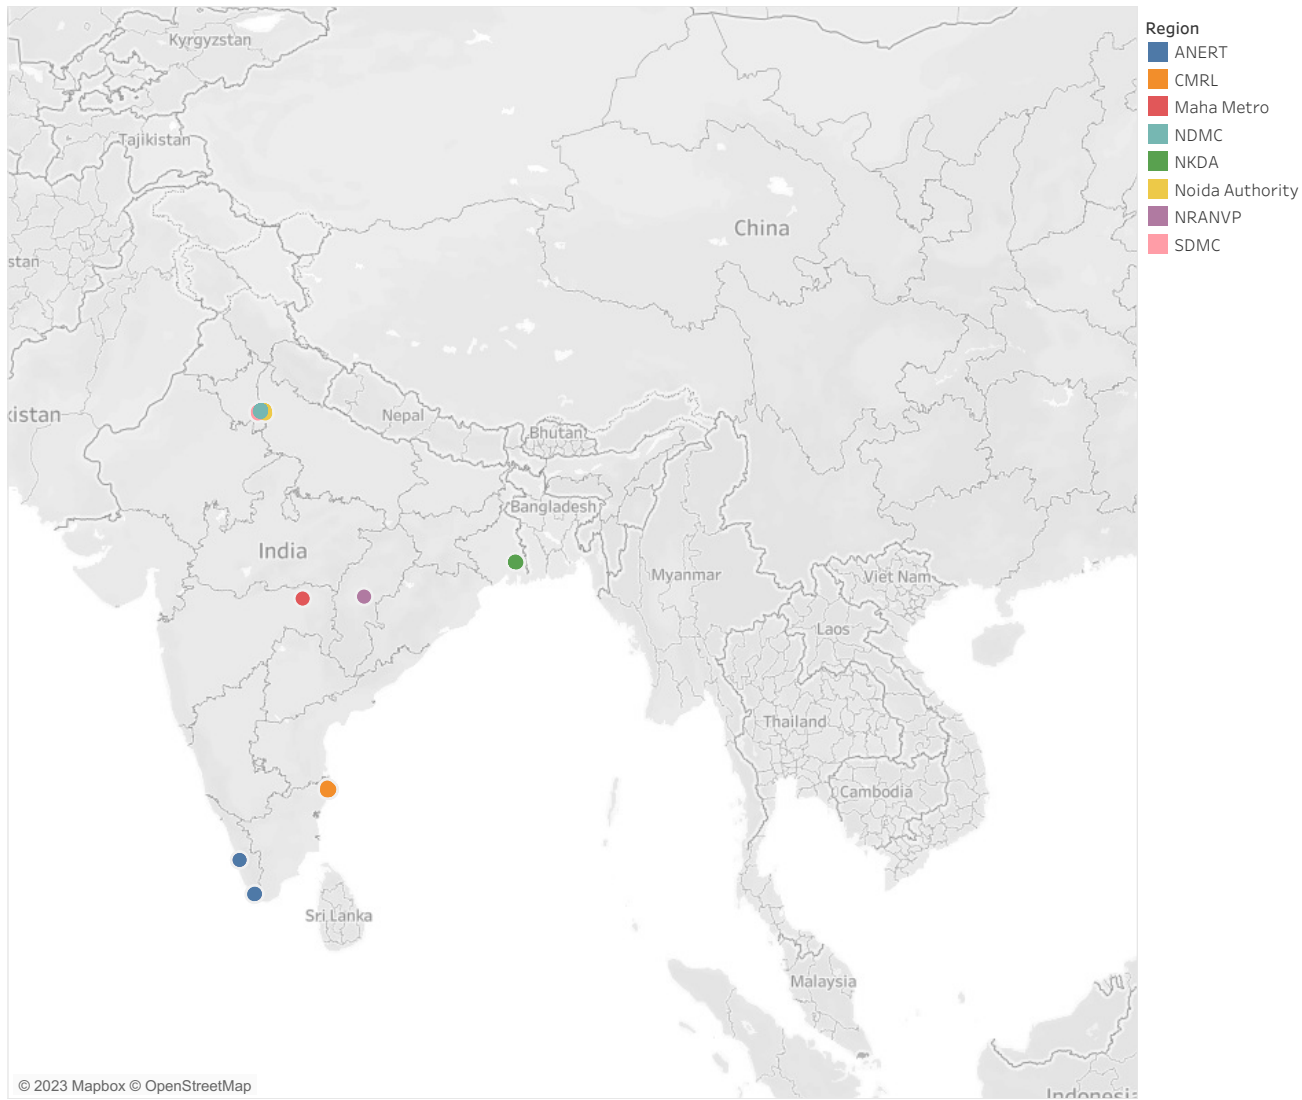 Region
ANERT
CMRL
Maha Metro
NDMC
NKDA
Noida Authority
NRANVP
SDMC
Kyrgyzstan
Tajikistan
China
stan
kistan
Nepal
Bhutan
Bangladesh
India
Myanmar
Viet Nam
Laos
Thailand
Cambodia
Sri Lanka
Malaysia
Indonesia
© 2023 Mapbox © OpenStreetMap